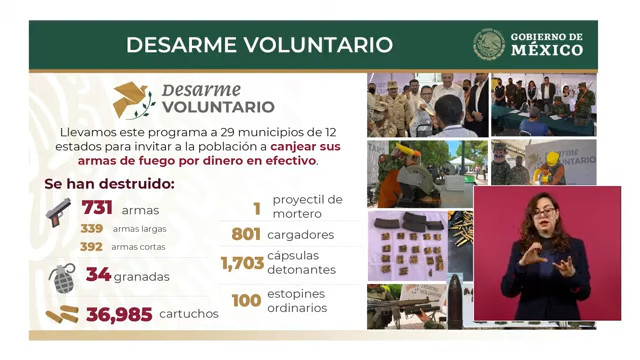 DESARME VOLUNTARIO
GOBIERNO DE
MÉXICO
Desarme
VOLUNTARIO
Llevamos este programa a 29 municipios de 12
estados para invitar a la población a canjear sus
armas de fuego por dinero en efectivo.
Se han destruido:
731 armas
339 armas largas
392 armas cortas
34 granadas
36,985 cartuchos
1 proyectil de
mortero
801 cargadores
1,703 cápsulas
detonantes
100 estopines
ordinarios